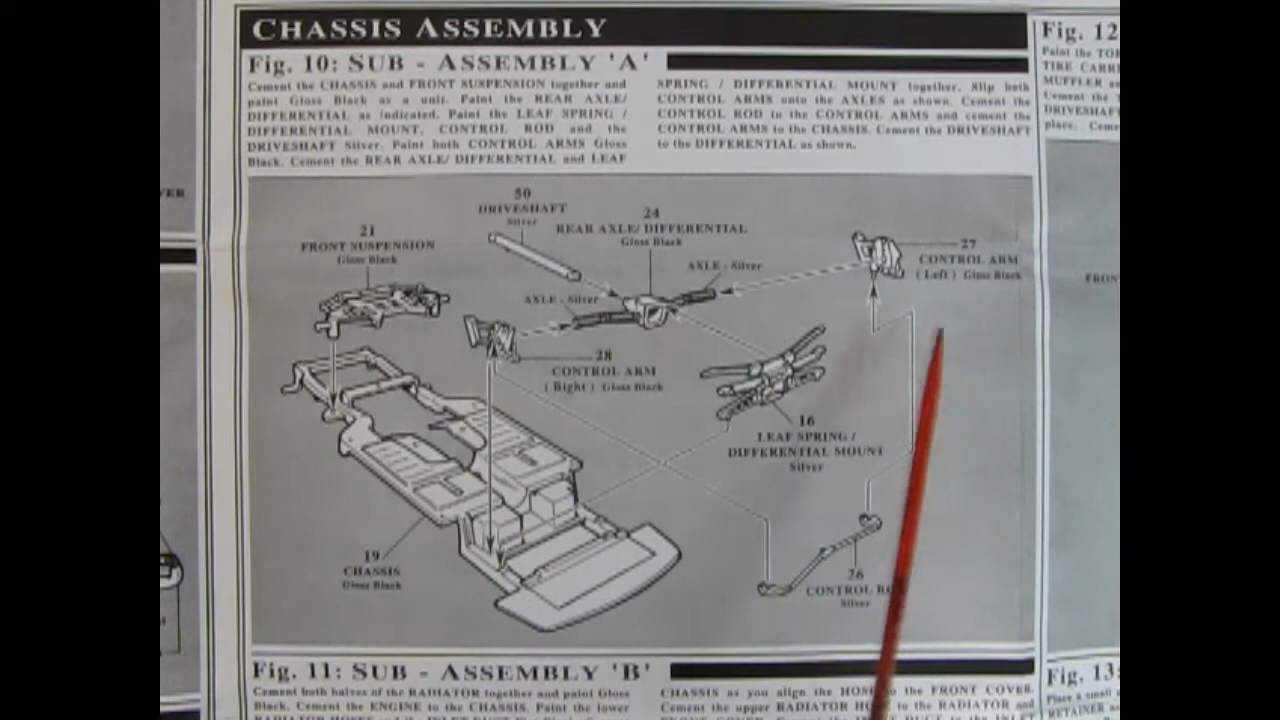 CHASSIS ASSEMBLY
Fig. 10: SUB - ASSEMBLY 'A'
Cement the CHASSIS and FRONT SUSPENSION together and
paint Gloss Black as a unit. Paint the REAR AXLE/
DIFFERENTIAL as indicated. Paint the LEAF SPRING /
DIFFERENTIAL MOUNT, CONTROL ROD and the
DRIVESHAFT Silver. Paint both CONTROL ARMS Gloss
Black. Cement the REAR AXLE/ DIFFERENTIAL and LEAF
SPRING / DIFFERENTIAL MOUNT together. Slip both
CONTROL ARMS onto the AXLES as shown. Cement the
CONTROL ROD to the CONTROL ARMS and cement the
CONTROL ARMS to the CHASSIS. Cement the DRIVESHAFT
to the DIFFERENTIAL as shown.
50
DRIVESHAFT
Silver
24
REAR AXLE/ DIFFERENTIAL
Gloss Black
21
FRONT SUSPENSION
Gloss Black
27
CONTROL ARM
( Left ) Gloss Black
AXLE - Silver
AXLE - Silver
28
CONTROL ARM
( Right ) Gloss Black
16
LEAF SPRING /
DIFFERENTIAL MOUNT
Silver
19
CHASSIS
Gloss Black
26
CONTROL
Silver
Fig. 11: SUB - ASSEMBLY 'B'
Cement both halves of the RADIATOR together and paint Gloss
Black. Cement the ENGINE to the CHASSIS. Paint the lower
CHASSIS as you align the HOSE to the FRONT COVER.
Cement the upper RADIATOR HOSE to the RADIATOR and
Fig. 12
Paint the
TIRE
MUFFLER
Cement the
DRIVESHAFT
place.
Fig. 13:
Place a small
RETAINER